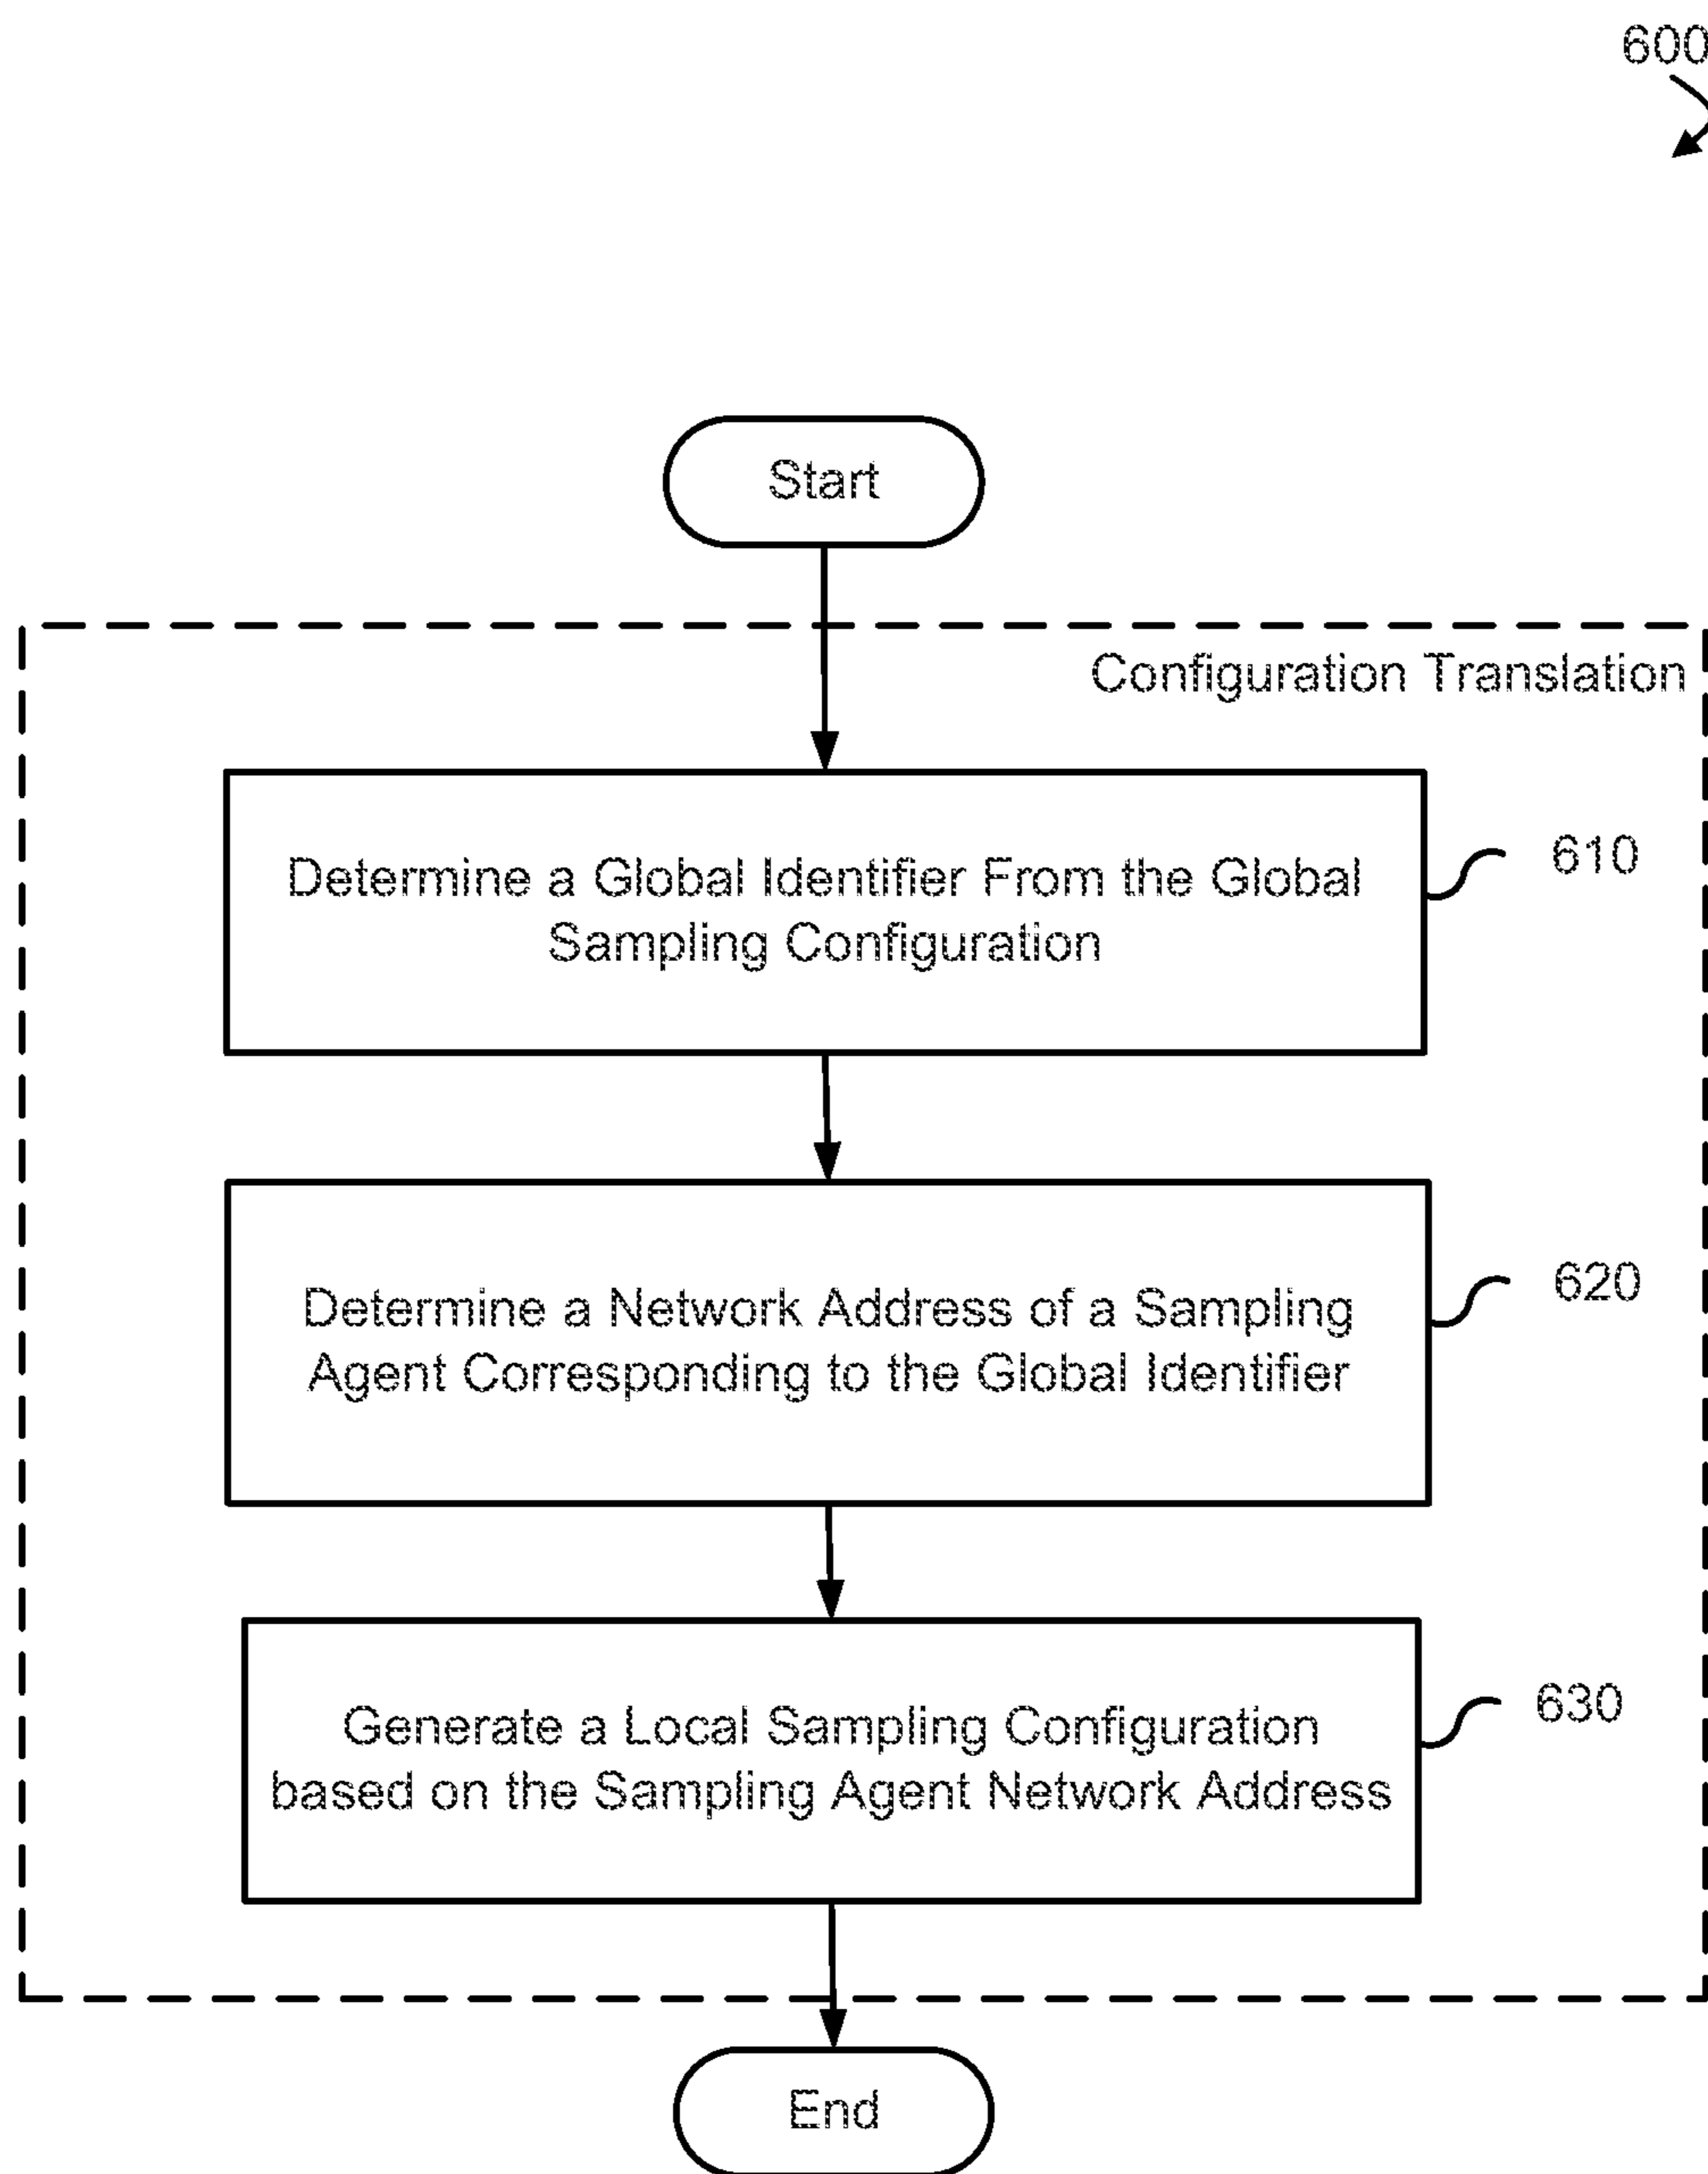 600
Start
Configuration Translation
Determine a Global Identifier From the Global
Sampling Configuration
610
Determine a Network Address of a Sampling
Agent Corresponding to the Global Identifier
620
Generate a Local Sampling Configuration
based on the Sampling Agent Network Address
630
End